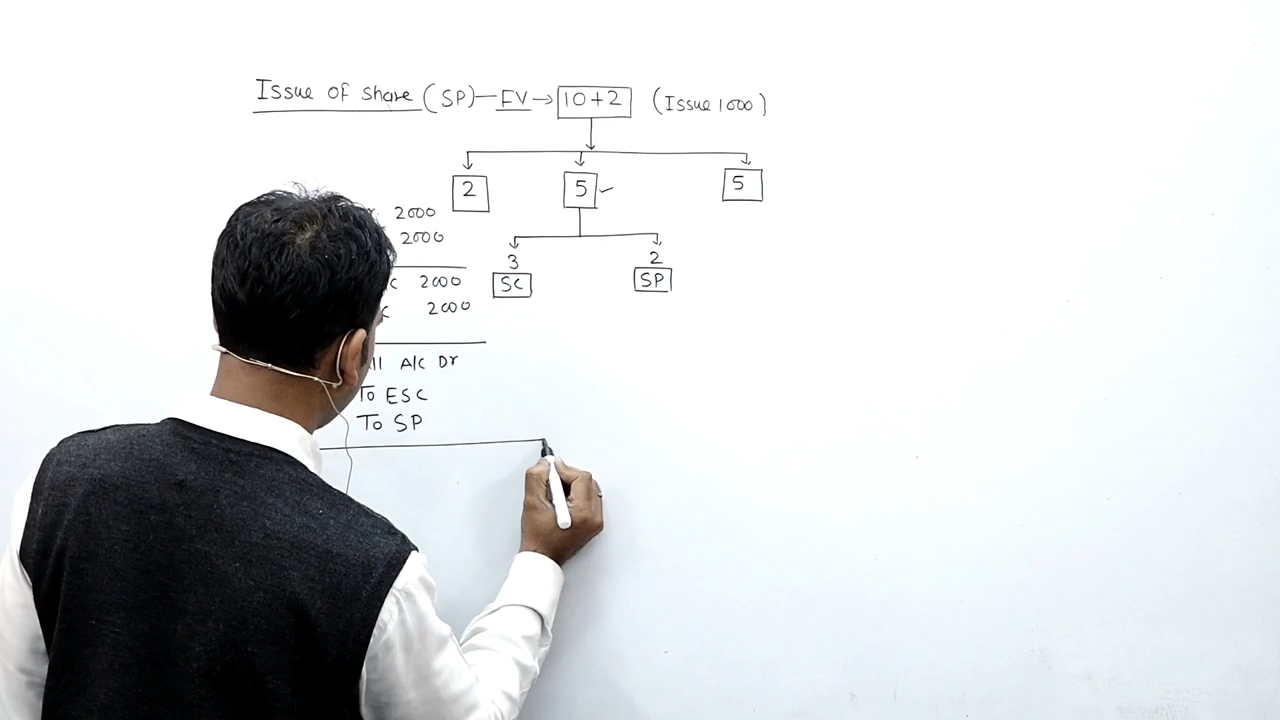 Issue of share (SP) — FV → 10+2 (Issue 1000)
2 5 ✓ 5
2000
2000
3 2
SC SP
2000
2000
A/C Dr
To ESC
To SP